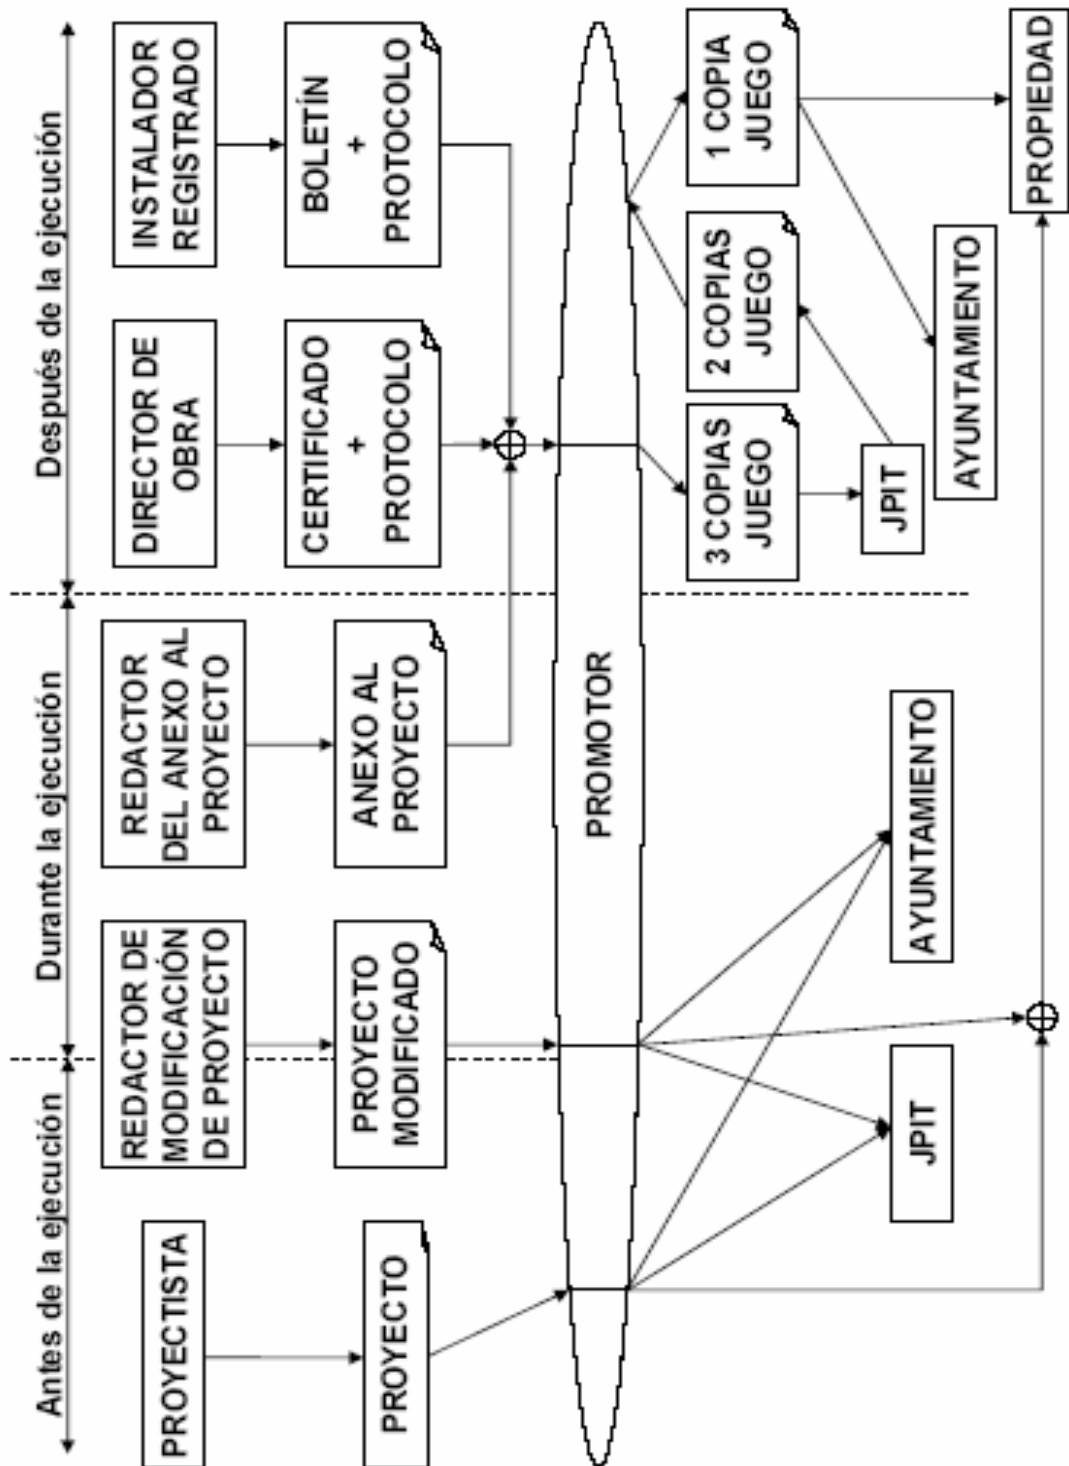 Antes de la ejecución
Durante la ejecución
Después de la ejecución
PROYECTISTA
REDACTOR DE
MODIFICACIÓN
DE PROYECTO
REDACTOR
DEL ANEXO AL
PROYECTO
DIRECTOR DE
OBRA
INSTALADOR
REGISTRADO
PROYECTO
PROYECTO
MODIFICADO
ANEXO AL
PROYECTO
CERTIFICADO
+
PROTOCOLO
BOLETÍN
+
PROTOCOLO
PROMOTOR
3 COPIAS
JUEGO
2 COPIAS
JUEGO
1 COPIA
JUEGO
JPIT
AYUNTAMIENTO
JPIT
AYUNTAMIENTO
PROPIEDAD